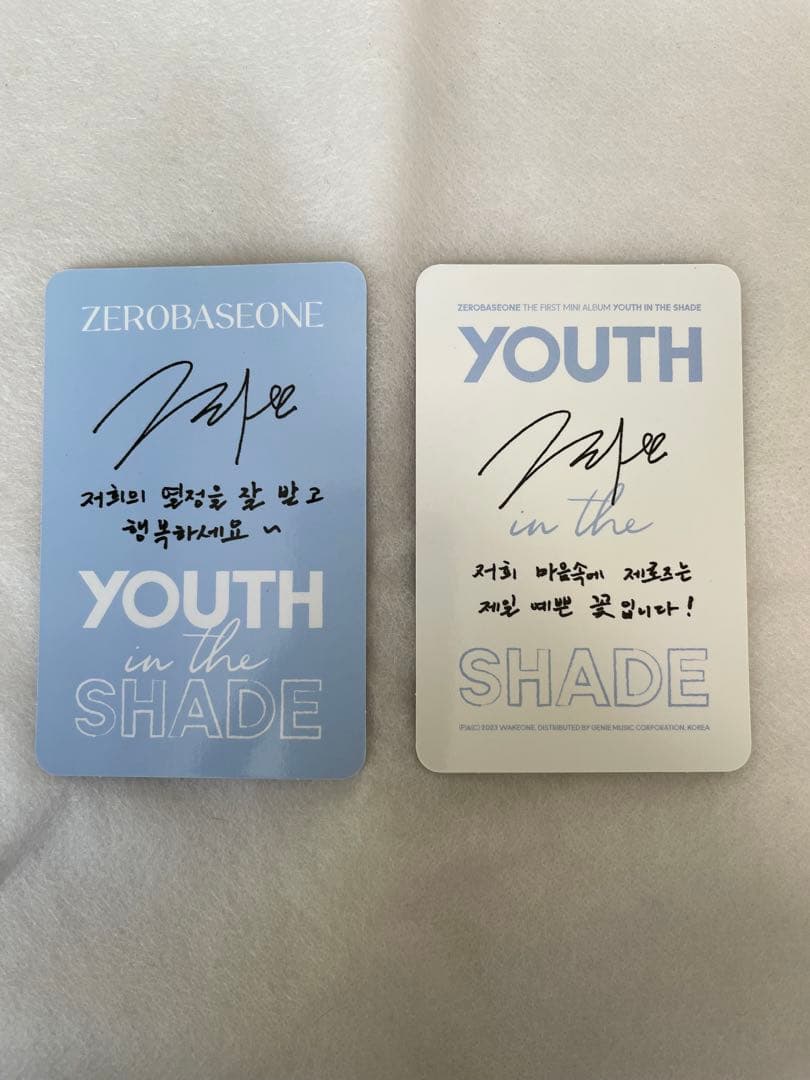 ZEROBASEONE
저희의 열정을 잘 받고
행복하세요~
YOUTH
in the
SHADE
ZEROBASEONE THE FIRST MINI ALBUM YOUTH IN THE SHADE
YOUTH
in the
저희 마음속에 제로즈는
제일 예쁜 꽃입니다!
SHADE
(P)&(C) 2023 WAKEONE, DISTRIBUTED BY GENIE MUSIC CORPORATION, KOREA